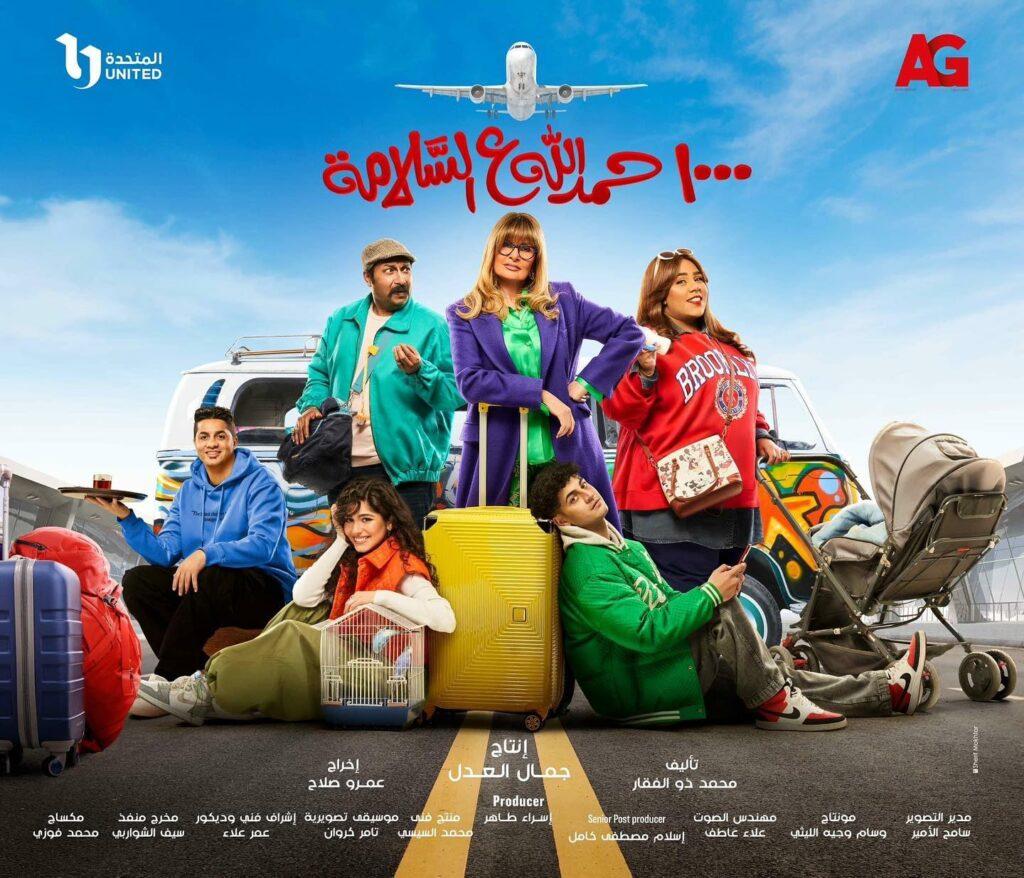 المتحدة
UNITED
AG
١٠٠٠ حمد الله ع السلامة
BROOKLYN
إنتاج
جمال العدل
تأليف
محمد ذو الفقار
إخراج
عمرو صلاح
مدير التصوير
سامح الأمير
مونتاج
وسام وجيه الليثي
مهندس الصوت
علاء عاطف
Senior Post producer
إسلام مصطفى كامل
Producer
إسراء طاهر
منتج فني
محمد السيسي
موسيقى تصويرية
تامر كروان
إشراف فني وديكور
عمر علاء
مخرج منفذ
سيف الشواربي
مكساج
محمد فوزي
Sherif Mokhtar